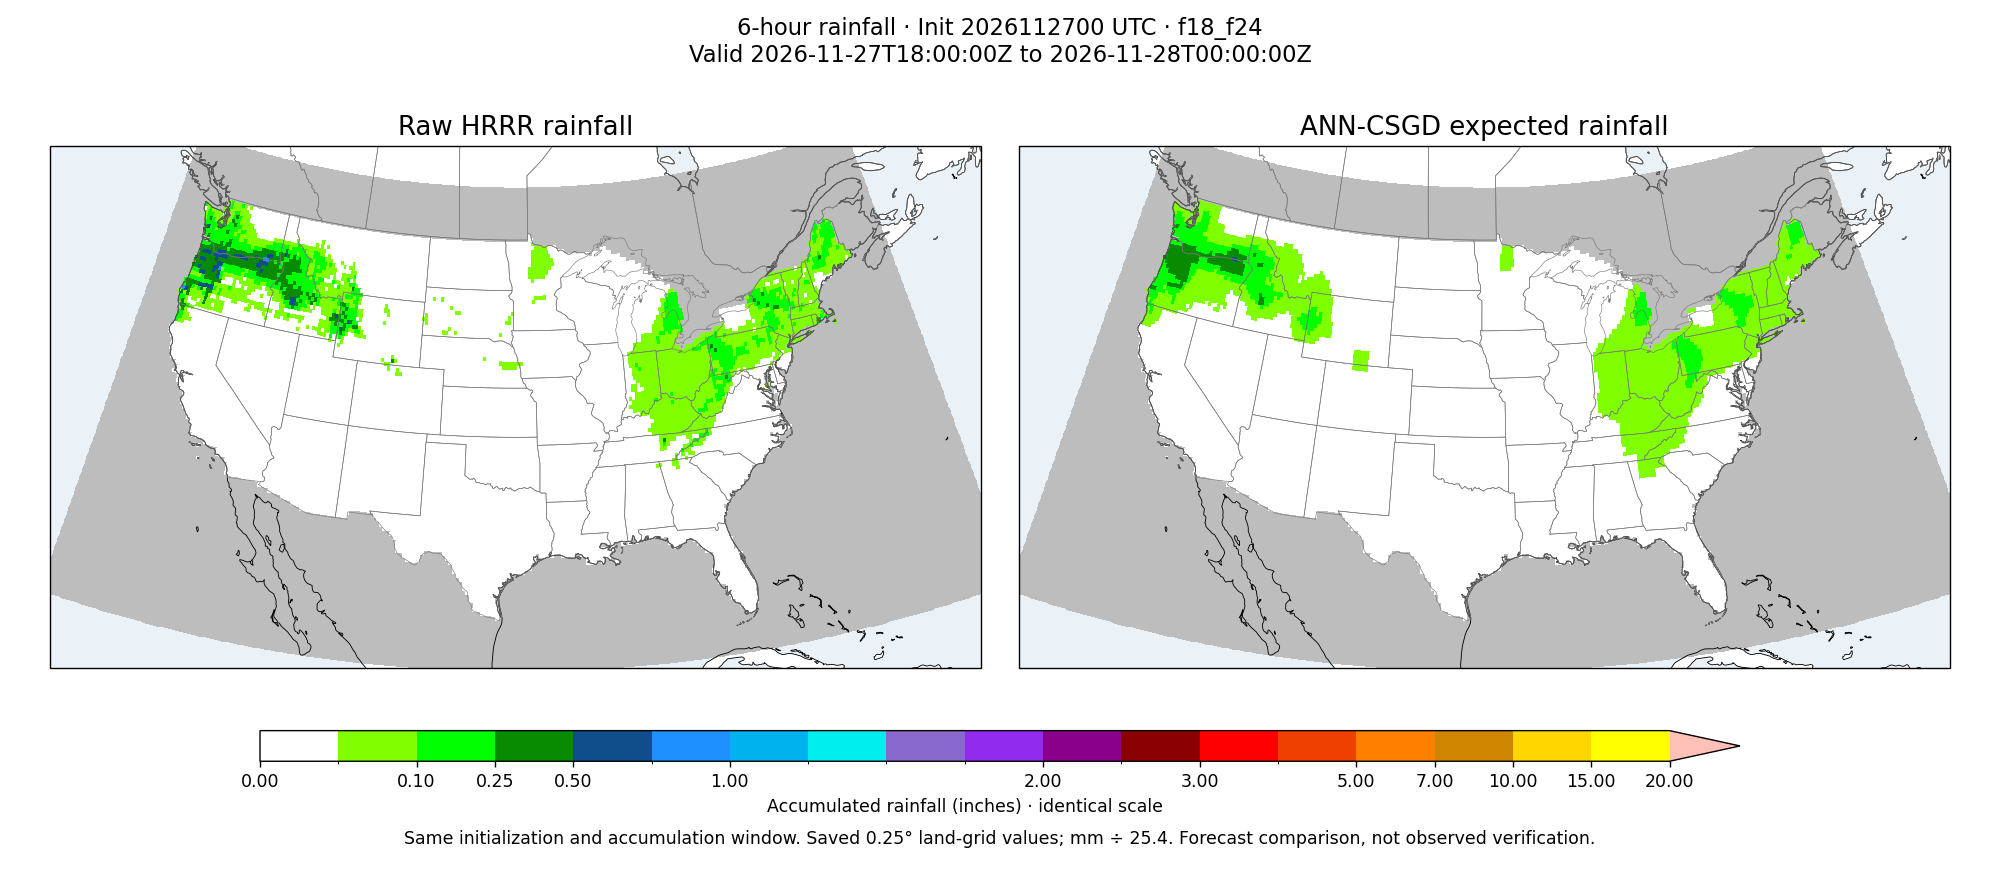 6-hour rainfall · Init 2026112700 UTC · f18_f24
Valid 2026-11-27T18:00:00Z to 2026-11-28T00:00:00Z
Raw HRRR rainfall
ANN-CSGD expected rainfall
0.00 0.10 0.25 0.50 1.00 2.00 3.00 5.00 7.00 10.00 15.00 20.00
Accumulated rainfall (inches) · identical scale
Same initialization and accumulation window. Saved 0.25° land-grid values; mm ÷ 25.4. Forecast comparison, not observed verification.